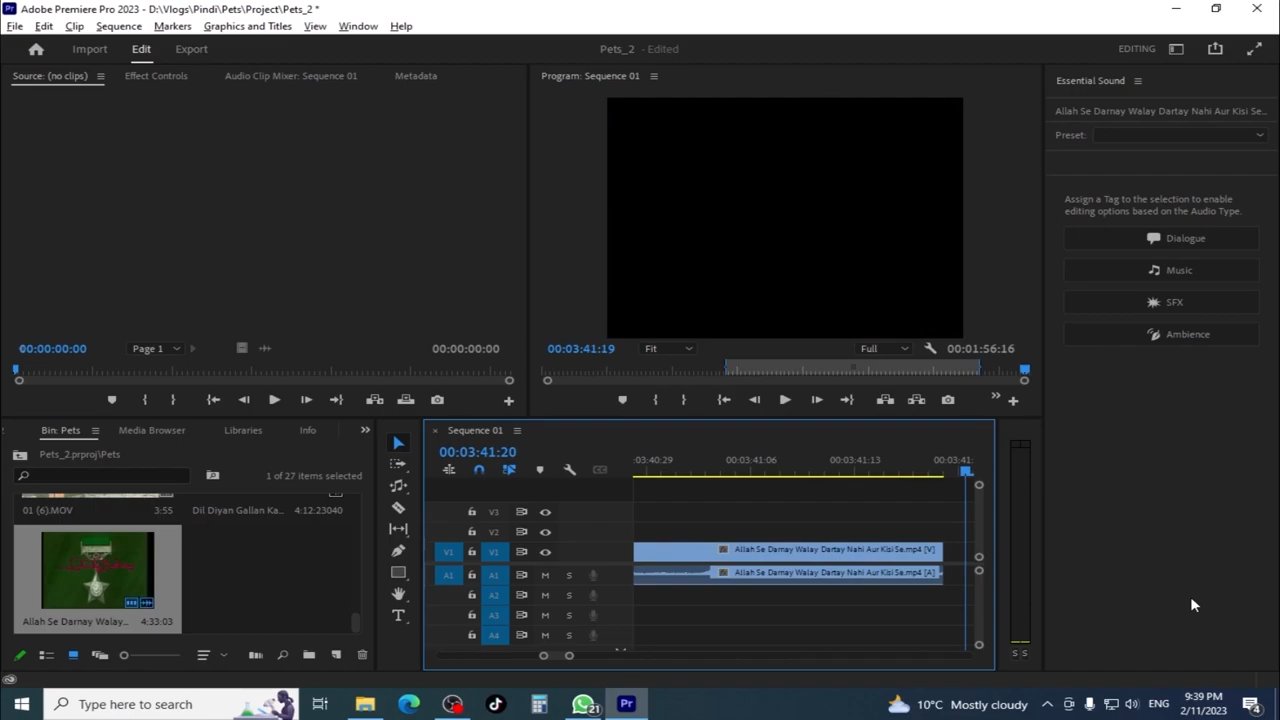 Adobe Premiere Pro 2023 - D:\Vlogs\Pindi\Pets\Project\Pets_2 *
File Edit Clip Sequence Markers Graphics and Titles View Window Help
Import Edit Export
Pets_2 - Edited
EDITING
Source: (no clips) Effect Controls Audio Clip Mixer: Sequence 01 Metadata
Program: Sequence 01
Essential Sound
Allah Se Darnay Walay Dartay Nahi Aur Kisi Se...
Preset:
Assign a Tag to the selection to enable
editing options based on the Audio Type.
Dialogue
Music
SFX
Ambience
00:00:00:00 Page 1 00:00:00:00
00:03:41:19 Fit Full 00:01:56:16
Bin: Pets Media Browser Libraries Info
Pets_2.prproj\Pets
1 of 27 items selected
01 (6).MOV 3:55 Dil Diyan Gallan Ka... 4:12:23040
Allah Se Darnay Walay... 4:33:03
Sequence 01
00:03:41:20
:03:40:29 00:03:41:06 00:03:41:13 00:03:41:
V3
V2
V1 V1 Allah Se Darnay Walay Dartay Nahi Aur Kisi Se.mp4 [V]
A1 A1 M S Allah Se Darnay Walay Dartay Nahi Aur Kisi Se.mp4 [A]
A2 M S
A3 M S
A4 M S
S S
Type here to search
21
10°C Mostly cloudy
ENG
9:39 PM
2/11/2023
4